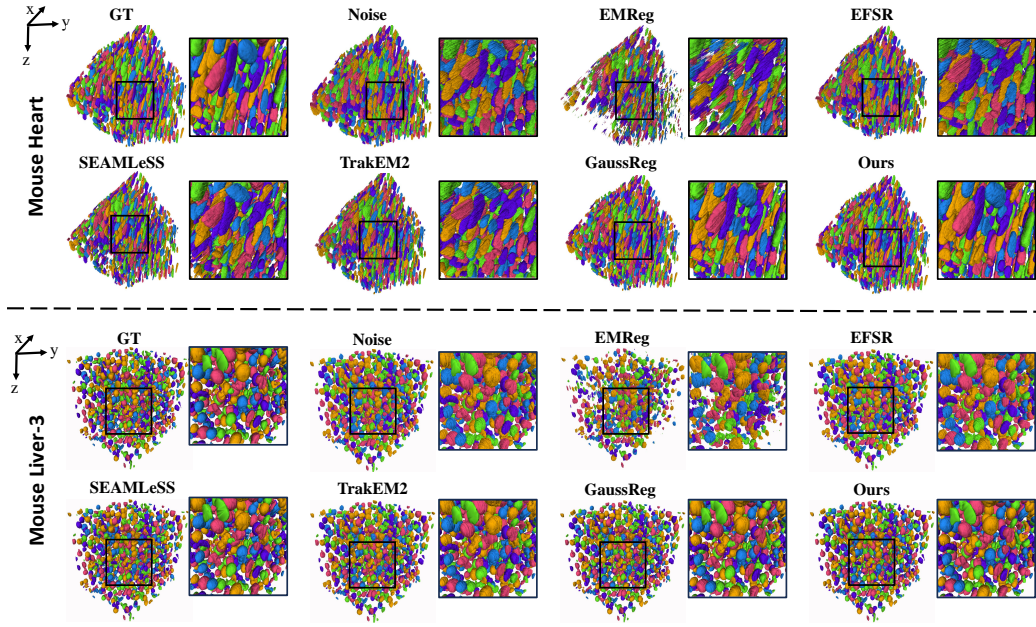 x
y
z
GT
Noise
EMReg
EFSR
Mouse Heart
SEAMLeSS
TrakEM2
GaussReg
Ours
x
y
z
GT
Noise
EMReg
EFSR
Mouse Liver-3
SEAMLeSS
TrakEM2
GaussReg
Ours